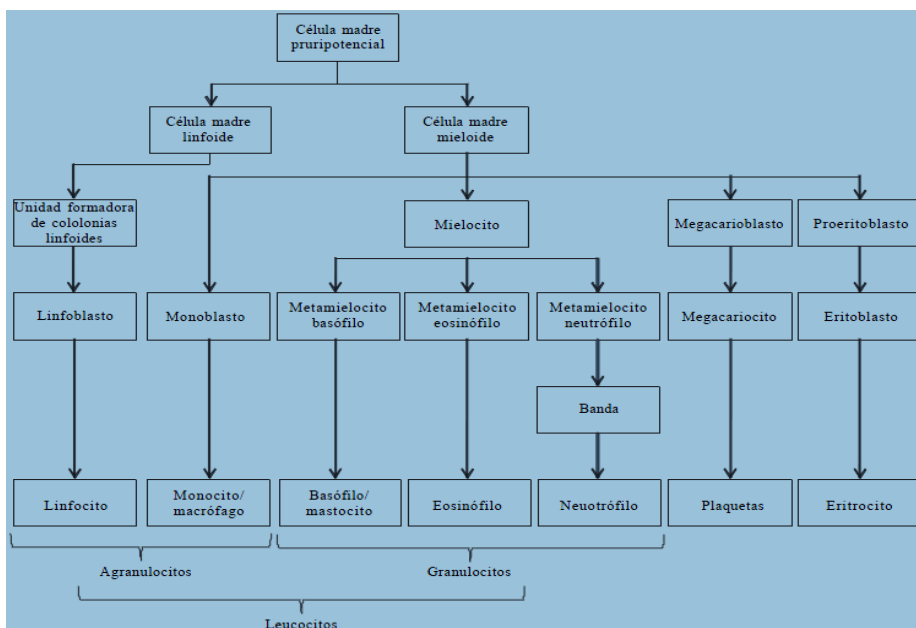 Célula madre
pruripotencial
Célula madre
linfoide
Célula madre
mieloide
Unidad formadora
de cololonias
linfoides
Mielocito
Megacarioblasto
Proeritoblasto
Linfoblasto
Monoblasto
Metamielocito
basófilo
Metamielocito
eosinófilo
Metamielocito
neutrófilo
Megacariocito
Eritoblasto
Banda
Linfocito
Monocito/
macrófago
Basófilo/
mastocito
Eosinófilo
Neuotrófilo
Plaquetas
Eritrocito
Agranulocitos
Granulocitos
Leucocitos